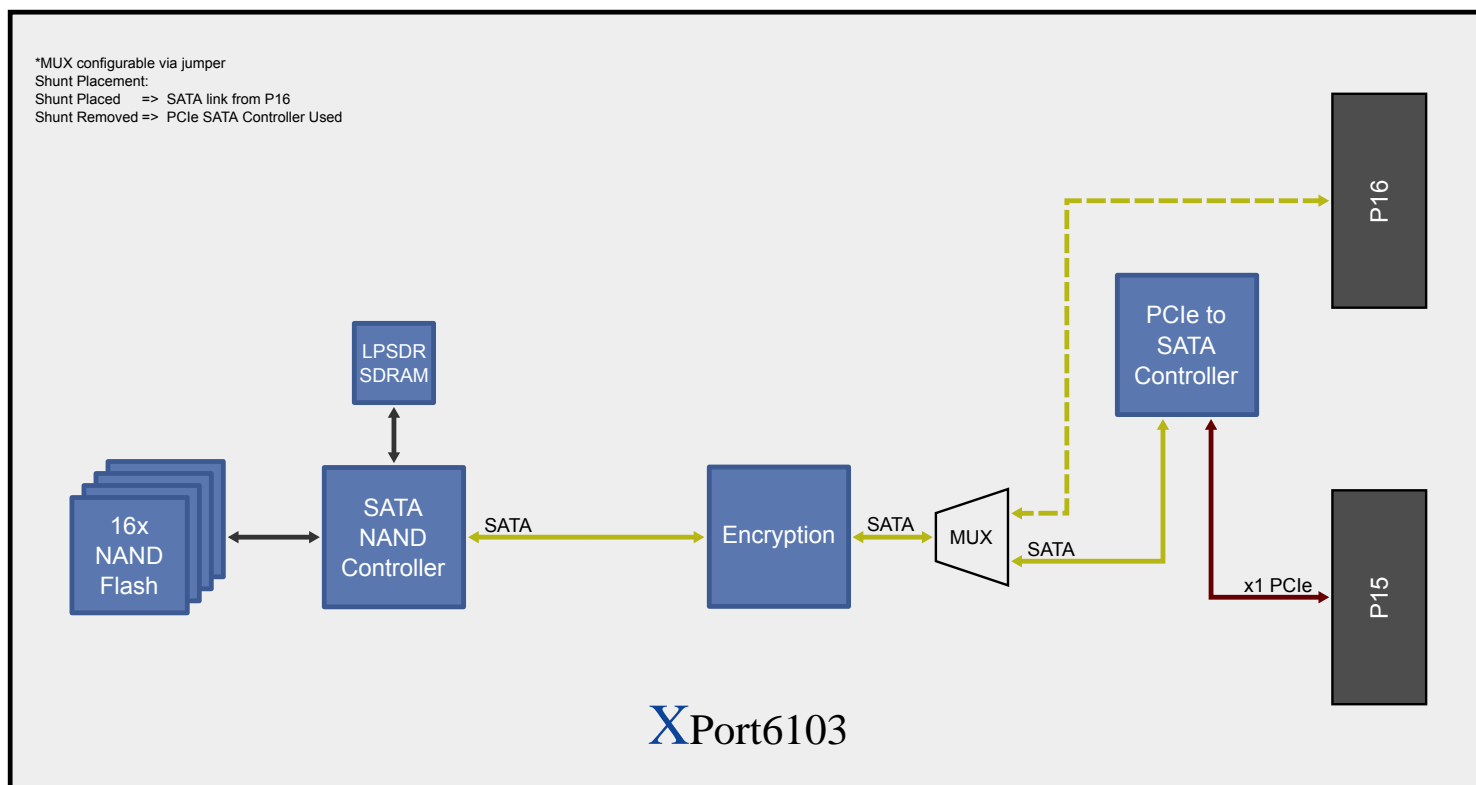 *MUX configurable via jumper
Shunt Placement:
Shunt Placed => SATA link from P16
Shunt Removed => PCIe SATA Controller Used
P16
PCIe to
SATA
Controller
LPSDR
SDRAM
16x
NAND
Flash
SATA
NAND
Controller
SATA
Encryption
SATA
MUX
SATA
x1 PCIe
P15
XPort6103